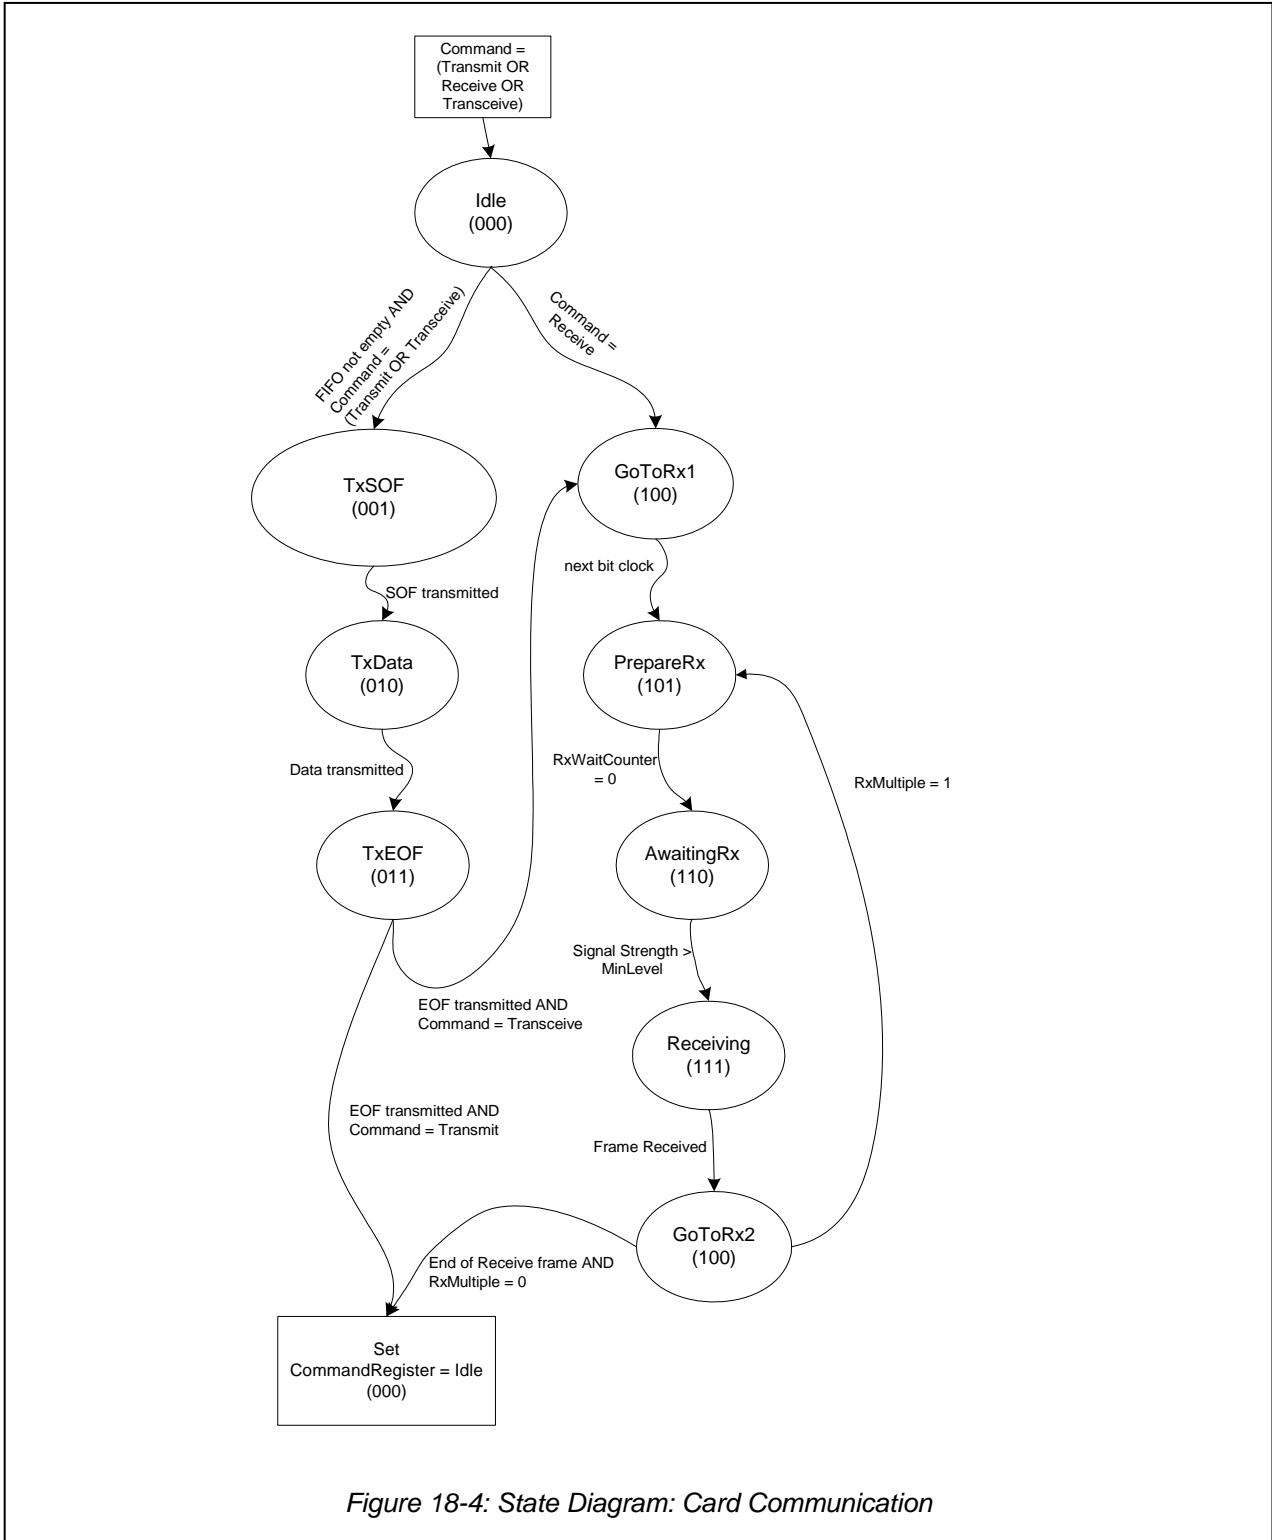 Command =
(Transmit OR
Receive OR
Transceive)
Idle
(000)
FIFO not empty AND
Command =
(Transmit OR Transceive)
Command =
Receive
TxSOF
(001)
GoToRx1
(100)
next bit clock
SOF transmitted
TxData
(010)
PrepareRx
(101)
Data transmitted
RxWaitCounter
= 0
RxMultiple = 1
TxEOF
(011)
AwaitingRx
(110)
Signal Strength >
MinLevel
EOF transmitted AND
Command = Transceive
Receiving
(111)
EOF transmitted AND
Command = Transmit
Frame Received
GoToRx2
(100)
End of Receive frame AND
RxMultiple = 0
Set
CommandRegister = Idle
(000)
Figure 18-4: State Diagram: Card Communication